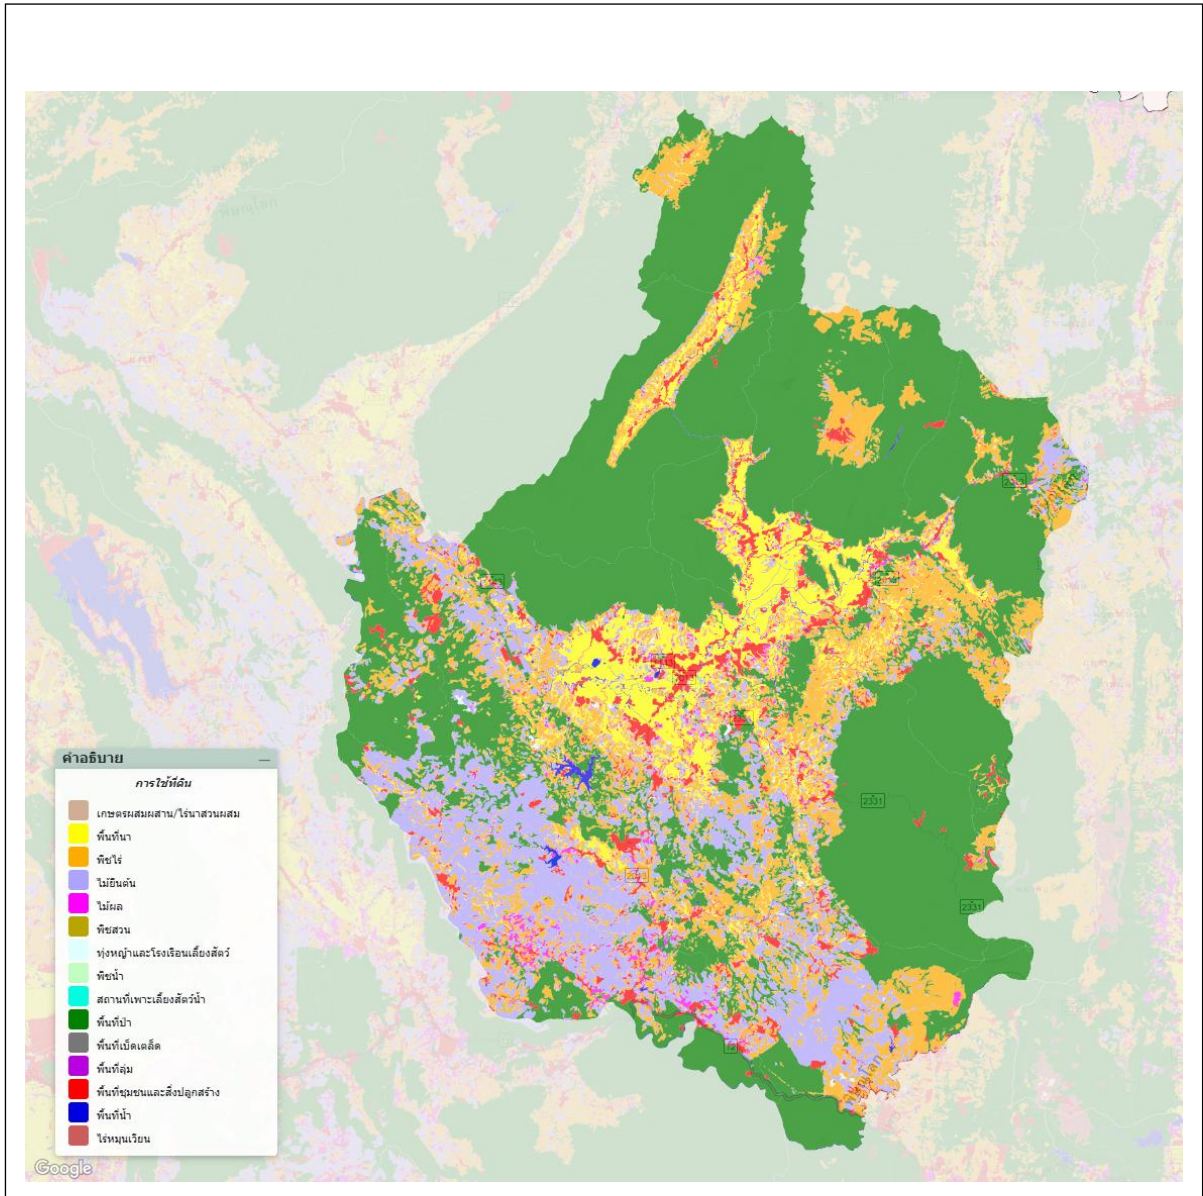 คำอธิบาย
การใช้ที่ดิน
เกษตรผสมผสาน/ไร่นาสวนผสม
พื้นที่นา
พืชไร่
ไม้ยืนต้น
ไม้ผล
พืชสวน
ทุ่งหญ้าและโรงเรือนเลี้ยงสัตว์
พืชน้ำ
สถานที่เพาะเลี้ยงสัตว์น้ำ
พื้นที่ป่า
พื้นที่เบ็ดเตล็ด
พื้นที่ลุ่ม
พื้นที่ชุมชนและสิ่งปลูกสร้าง
พื้นที่น้ำ
ไร่หมุนเวียน
2331
2331
12
Google